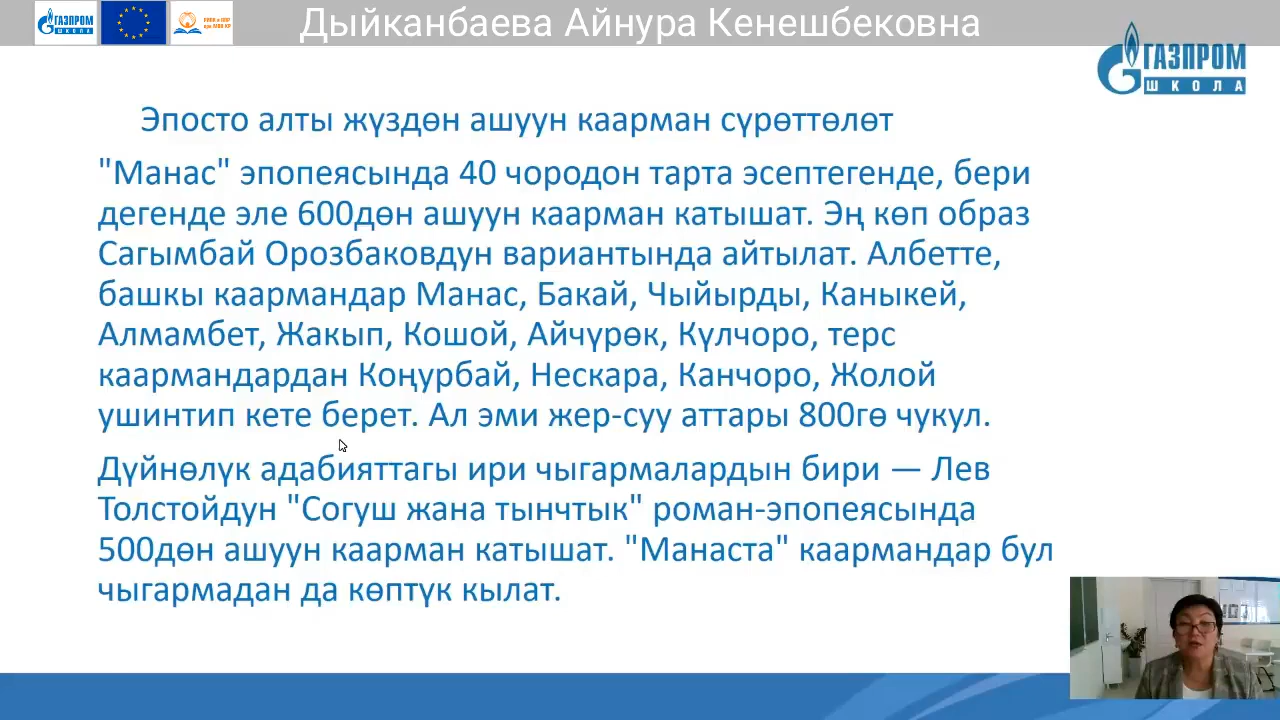 ГАЗПРОМ
ШКОЛА
Дыйканбаева Айнура Кенешбековна
ГАЗПРОМ
ШКОЛА
Эпосто алты жүздөн ашуун каарман сүрөттөлөт
"Манас" эпопеясында 40 чородон тарта эсептегенде, бери
дегенде эле 600дөн ашуун каарман катышат. Эң көп образ
Сагымбай Орозбаковдун вариантында айтылат. Албетте,
башкы каармандар Манас, Бакай, Чыйырды, Каныкей,
Алмамбет, Жакып, Кошой, Айчүрөк, Күлчоро, терс
каармандардан Коңурбай, Нескара, Канчоро, Жолой
ушинтип кете берет. Ал эми жер-суу аттары 800гө чукул.
Дүйнөлүк адабияттагы ири чыгармалардын бири — Лев
Толстойдун "Согуш жана тынчтык" роман-эпопеясында
500дөн ашуун каарман катышат. "Манаста" каармандар бул
чыгармадан да көптүк кылат.